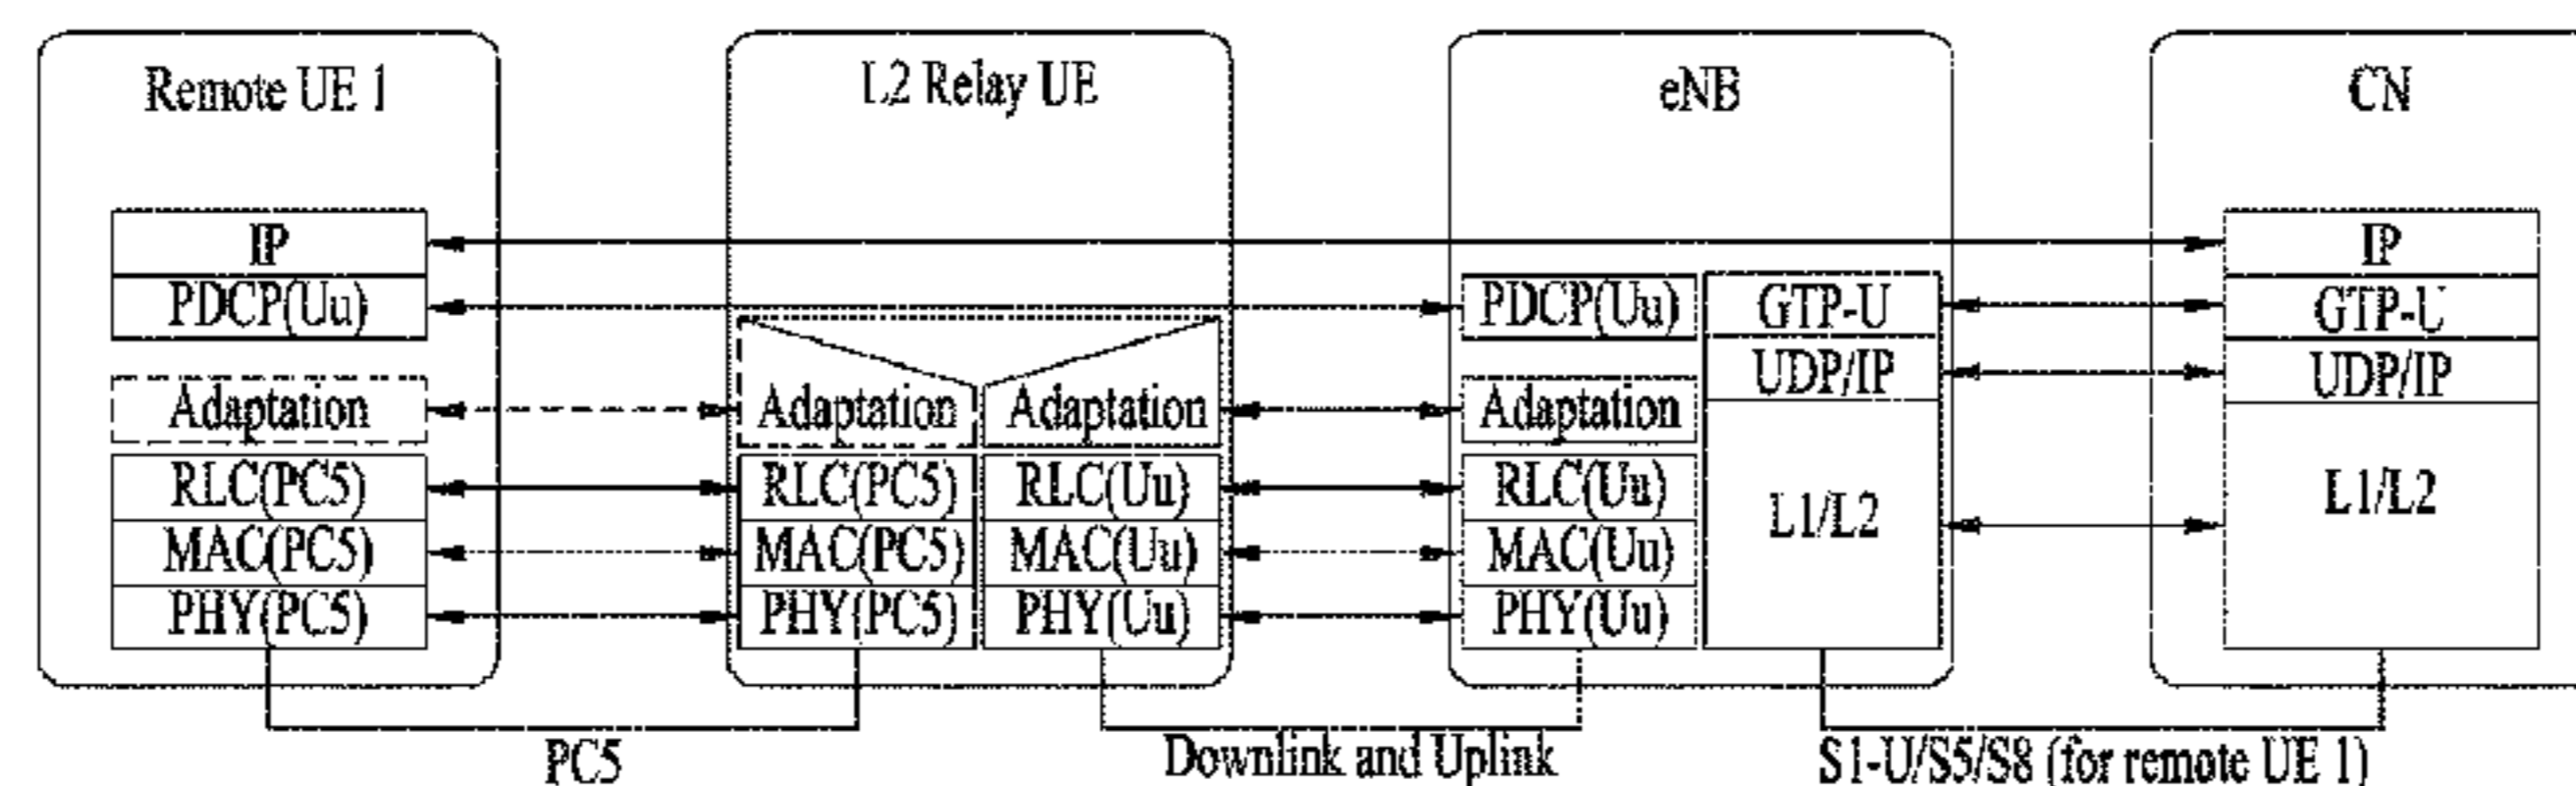 Remote UE 1
L2 Relay UE
eNB
CN
IP
PDCP(Uu)
Adaptation
RLC(PC5)
MAC(PC5)
PHY(PC5)
Adaptation
RLC(PC5)
MAC(PC5)
PHY(PC5)
Adaptation
RLC(Uu)
MAC(Uu)
PHY(Uu)
PDCP(Uu)
Adaptation
RLC(Uu)
MAC(Uu)
PHY(Uu)
GTP-U
UDP/IP
L1/L2
IP
GTP-U
UDP/IP
L1/L2
PC5
Downlink and Uplink
S1-U/S5/S8 (for remote UE 1)